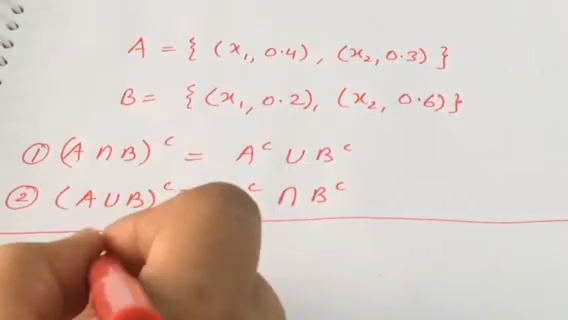 A = { (x₁, 0.4), (x₂, 0.3) }
B = { (x₁, 0.2), (x₂, 0.6) }
① (A ∩ B)ᶜ = Aᶜ ∪ Bᶜ
② (A ∪ B)ᶜ = ᶜ ∩ Bᶜ